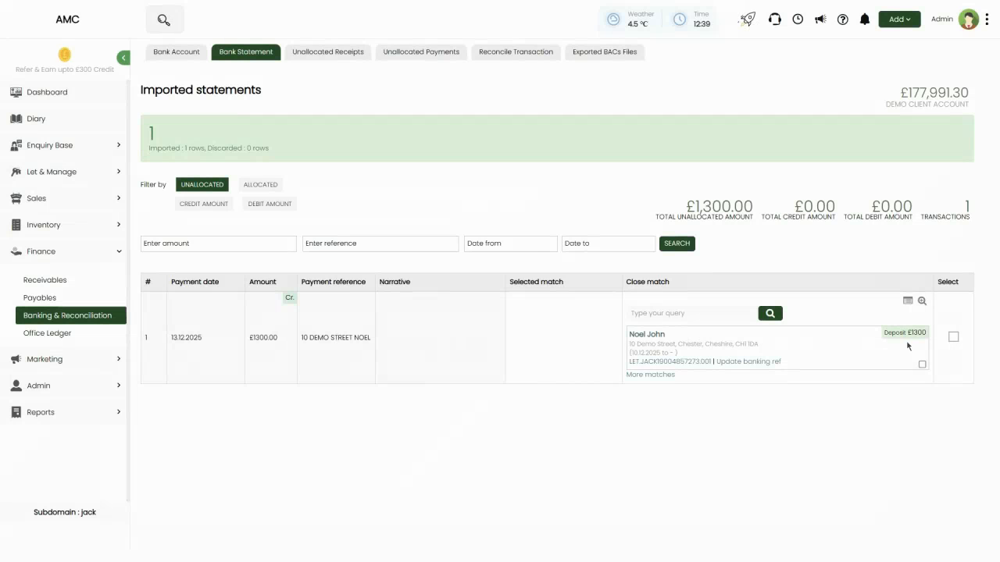 AMC
Weather
4.5 °C
Time
12:39
Add
Admin
Refer & Earn upto £300 Credit
Dashboard
Diary
Enquiry Base
Let & Manage
Sales
Inventory
Finance
Receivables
Payables
Banking & Reconciliation
Office Ledger
Marketing
Admin
Reports
Subdomain : jack
Bank Account
Bank Statement
Unallocated Receipts
Unallocated Payments
Reconcile Transaction
Exported BACs Files
Imported statements
£177,991.30
DEMO CLIENT ACCOUNT
1
Imported : 1 rows, Discarded : 0 rows
Filter by
UNALLOCATED
ALLOCATED
CREDIT AMOUNT
DEBIT AMOUNT
£1,300.00
TOTAL UNALLOCATED AMOUNT
£0.00
TOTAL CREDIT AMOUNT
£0.00
TOTAL DEBIT AMOUNT
1
TRANSACTIONS
Enter amount
Enter reference
Date from
Date to
SEARCH
# Payment date Amount Payment reference Narrative Selected match Close match Select
Cr.
1 13.12.2025 £1300.00 10 DEMO STREET NOEL
Type your query
Noel John
Deposit £1300
10 Demo Street, Chester, Cheshire, CH1 1DA
(10.12.2025 to - )
LET.JACK19004857273.001 | Update banking ref
More matches